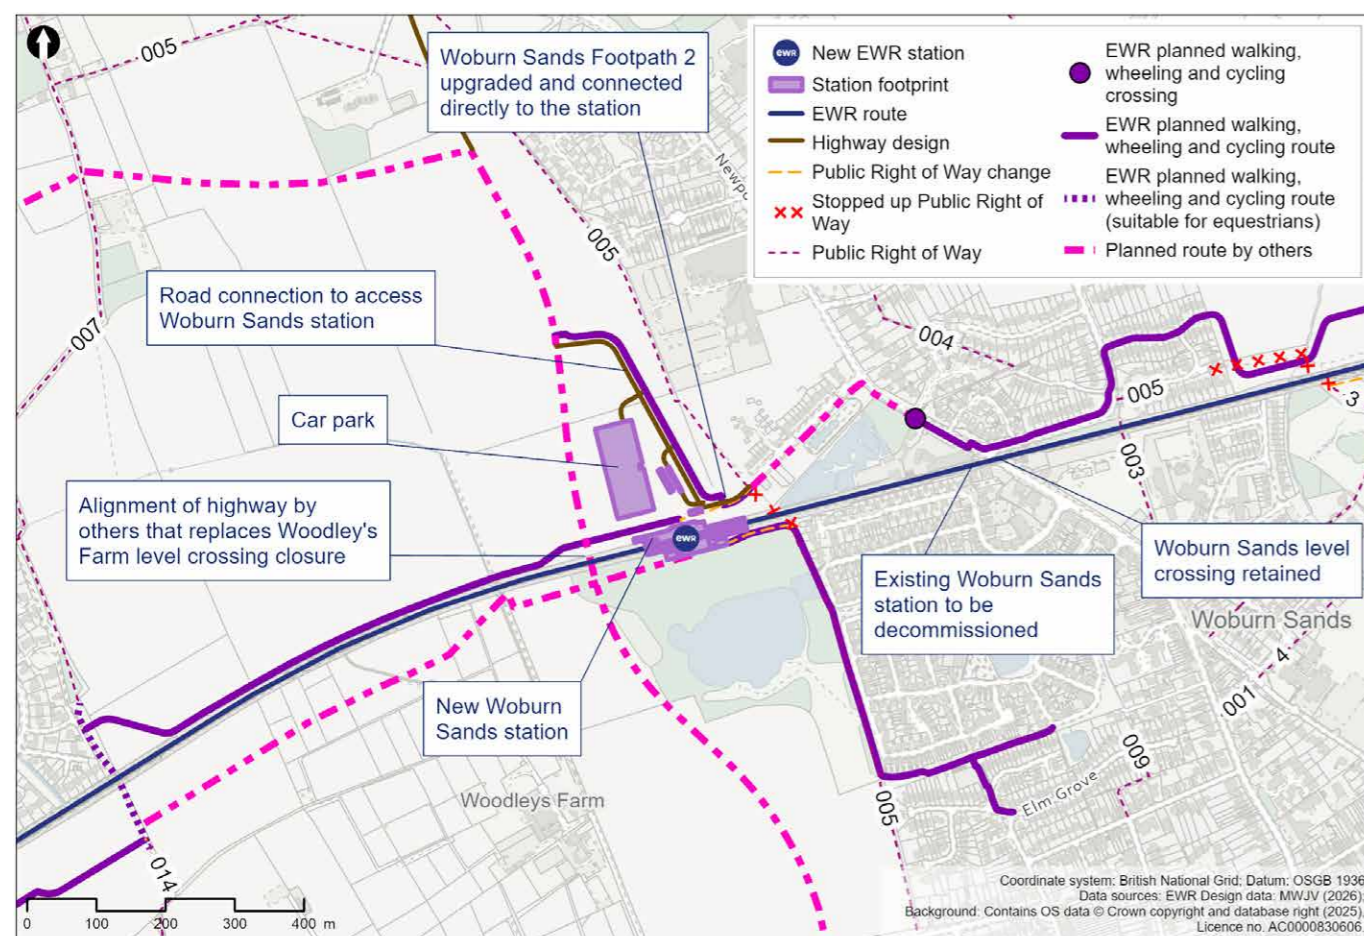 005
Woburn Sands Footpath 2
upgraded and connected
directly to the station
ewr
New EWR station
Station footprint
EWR route
Highway design
Public Right of Way change
Stopped up Public Right of
Way
Public Right of Way
EWR planned walking,
wheeling and cycling
crossing
EWR planned walking,
wheeling and cycling route
EWR planned walking,
wheeling and cycling route
(suitable for equestrians)
Planned route by others
Newpo
005
Road connection to access
Woburn Sands station
007
004
Car park
005
3
003
Alignment of highway by
others that replaces Woodley's
Farm level crossing closure
ewr
Existing Woburn Sands
station to be
decommissioned
Woburn Sands level
crossing retained
Woburn Sands
4
001
New Woburn
Sands station
009
Woodleys Farm
Elm Grove
005
014
0 100 200 300 400 m
Coordinate system: British National Grid; Datum: OSGB 1936
Data sources: EWR Design data: MWJV (2026);
Background: Contains OS data © Crown copyright and database right (2025).
Licence no. AC0000830606